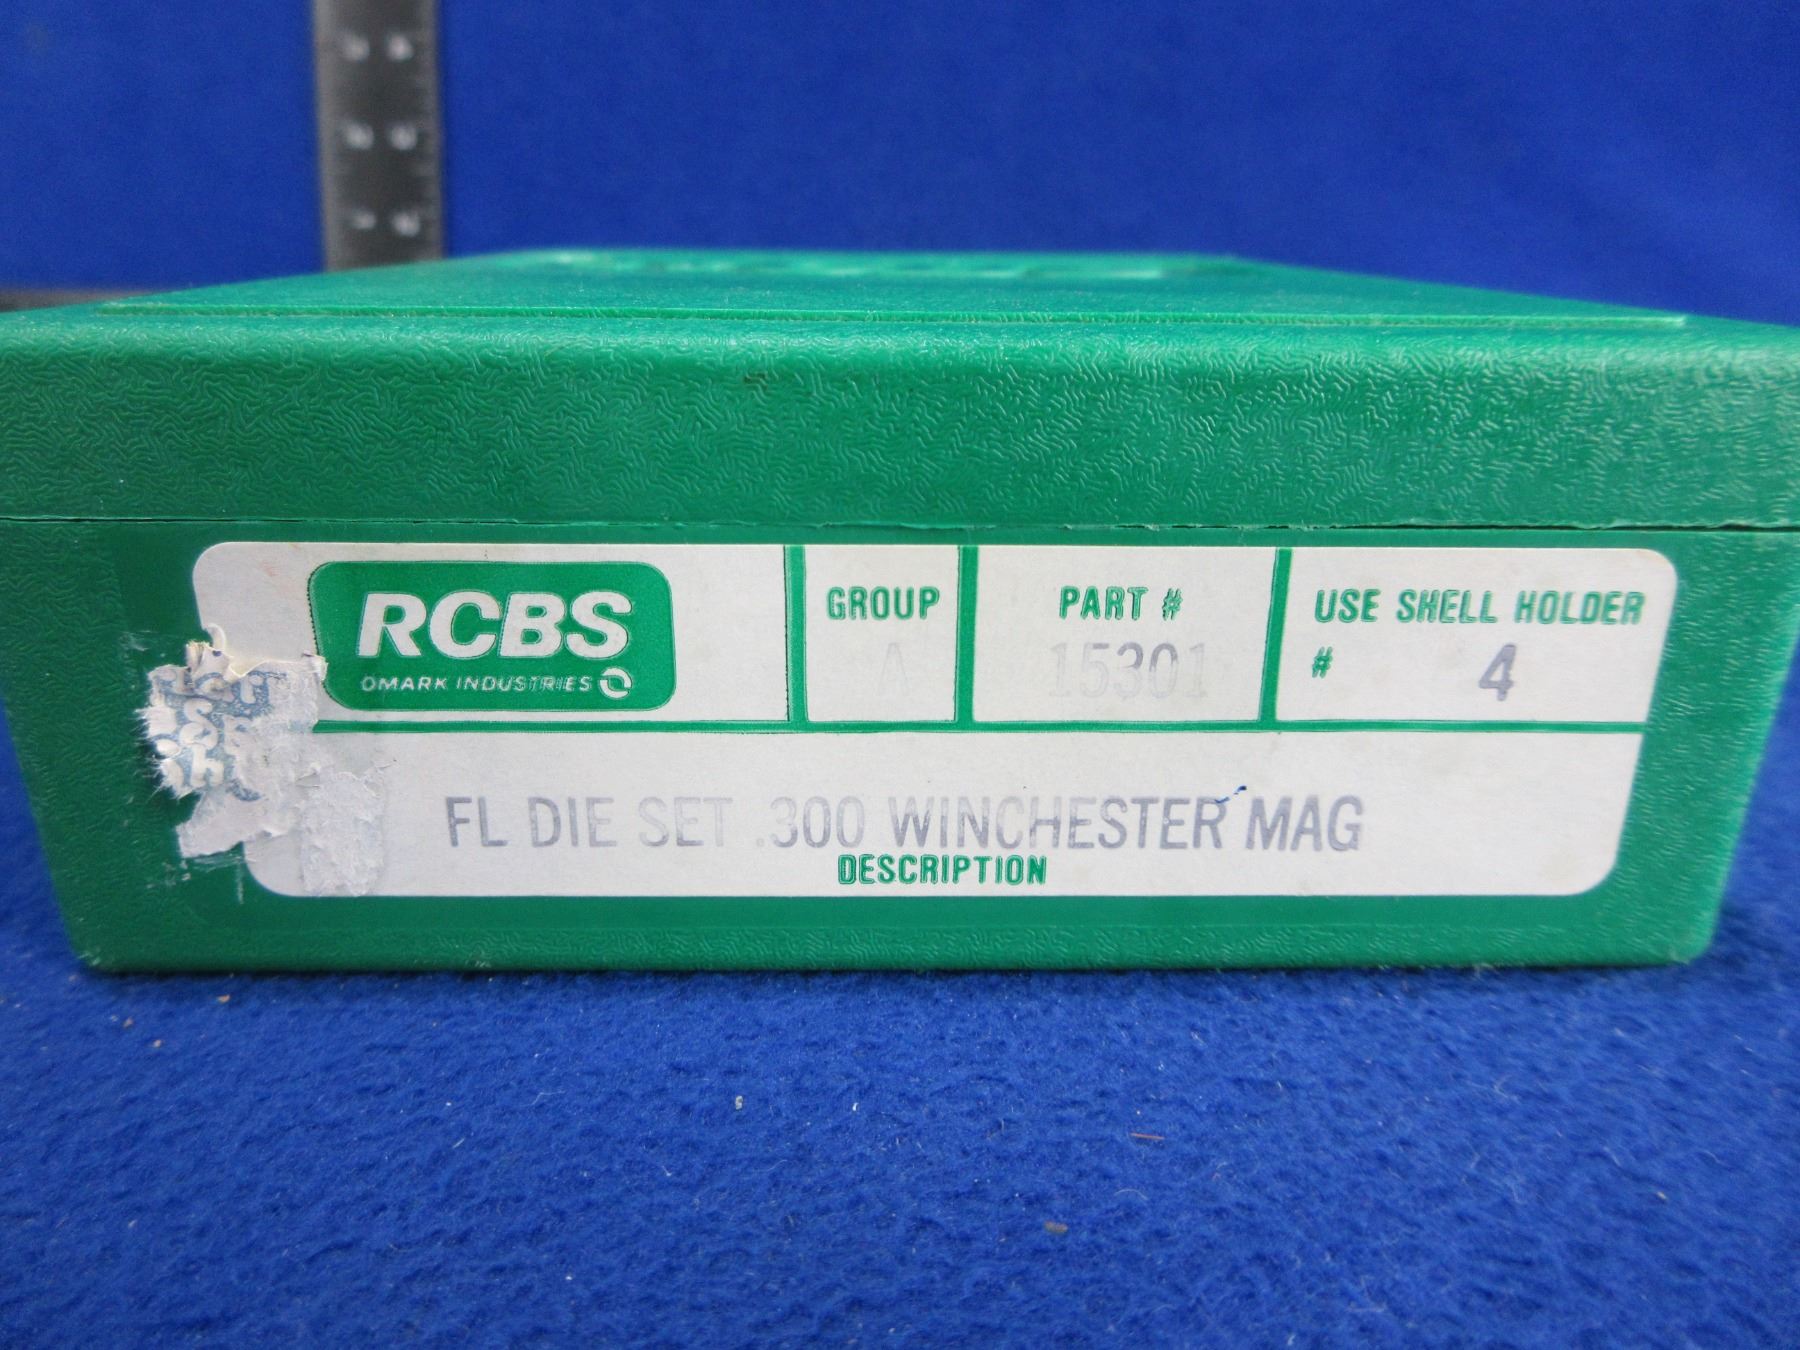 RCBS
OMARK INDUSTRIES
GROUP
A
PART #
15301
USE SHELL HOLDER
# 4
FL DIE SET .300 WINCHESTER MAG
DESCRIPTION